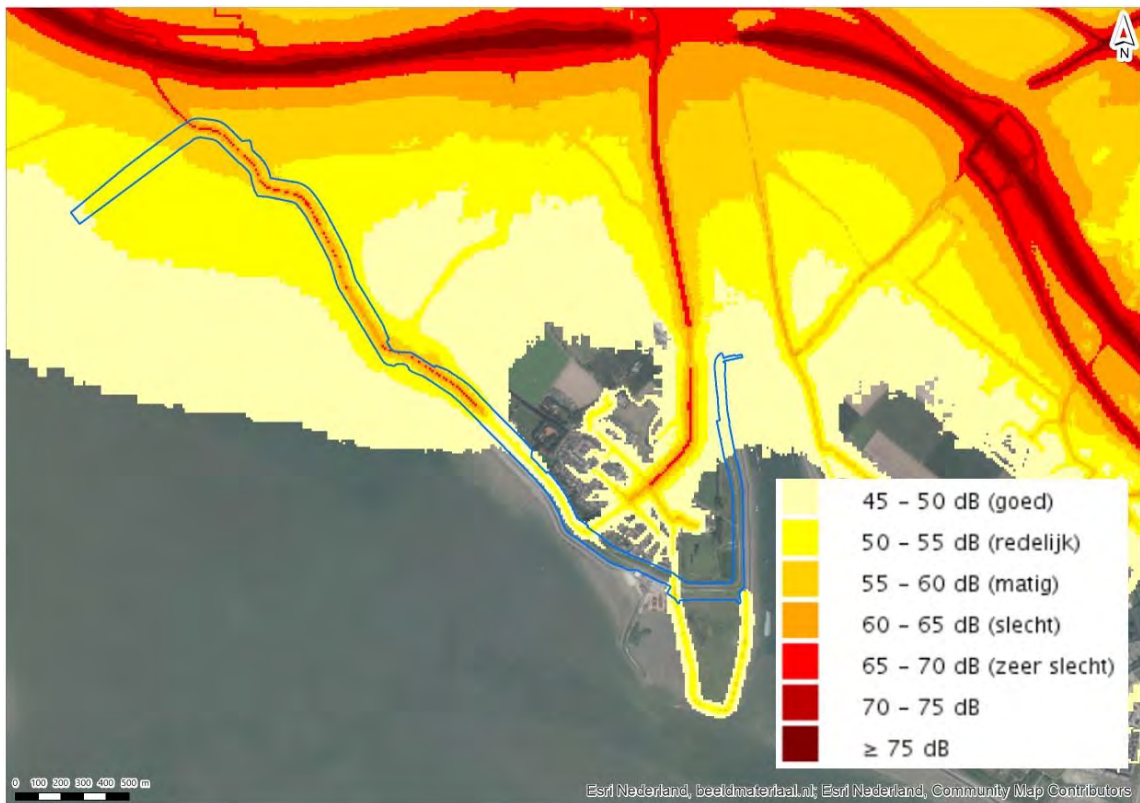 N
45 – 50 dB (goed)
50 – 55 dB (redelijk)
55 – 60 dB (matig)
60 – 65 dB (slecht)
65 – 70 dB (zeer slecht)
70 – 75 dB
≥ 75 dB
0 100 200 300 400 500 m
Esri Nederland, beeldmateriaal.nl; Esri Nederland, Community Map Contributors